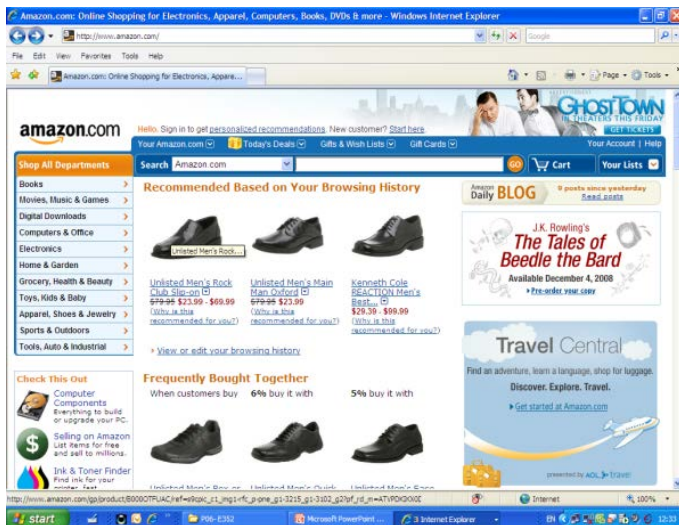 Amazon.com: Online Shopping for Electronics, Apparel, Computers, Books, DVDs & more - Windows Internet Explorer
http://www.amazon.com/
Google
File Edit View Favorites Tools Help
Amazon.com: Online Shopping for Electronics, Appare...
Page Tools
amazon.com
Hello. Sign in to get personalized recommendations. New customer? Start here.
GHOST TOWN
IN THEATERS THIS FRIDAY
GET TICKETS
Your Amazon.com Today's Deals Gifts & Wish Lists Gift Cards Your Account | Help
Shop All Departments
Search Amazon.com GO Cart Your Lists
Books
Movies, Music & Games
Digital Downloads
Computers & Office
Electronics
Home & Garden
Grocery, Health & Beauty
Toys, Kids & Baby
Apparel, Shoes & Jewelry
Sports & Outdoors
Tools, Auto & Industrial
Check This Out
Computer
Components
Everything to build
or upgrade your PC.
Selling on Amazon
List items for free
and sell to millions.
Ink & Toner Finder
Find ink for your
Recommended Based on Your Browsing History
Unlisted Men's Rock...
Unlisted Men's Rock
Club Slip-on
$79.95 $23.99 - $69.99
(Why is this
recommended for you?)
Unlisted Men's Main
Man Oxford
$79.95 $23.99
(Why is this
recommended for you?)
Kenneth Cole
REACTION Men's
Best...
$29.39 - $99.99
(Why is this
recommended for you?)
View or edit your browsing history
Frequently Bought Together
When customers buy 6% buy it with 5% buy it with
Amazon
Daily BLOG
9 posts since yesterday
Read posts
J.K. Rowling's
The Tales of
Beedle the Bard
Available December 4, 2008
Pre-order your copy
Travel Central
Find an adventure, learn a language, shop for luggage.
Discover. Explore. Travel.
Get started at Amazon.com
presented by AOL travel
Internet 100%
start P06- E352 Microsoft PowerPoint ... 3 Internet Explorer EN 12:33